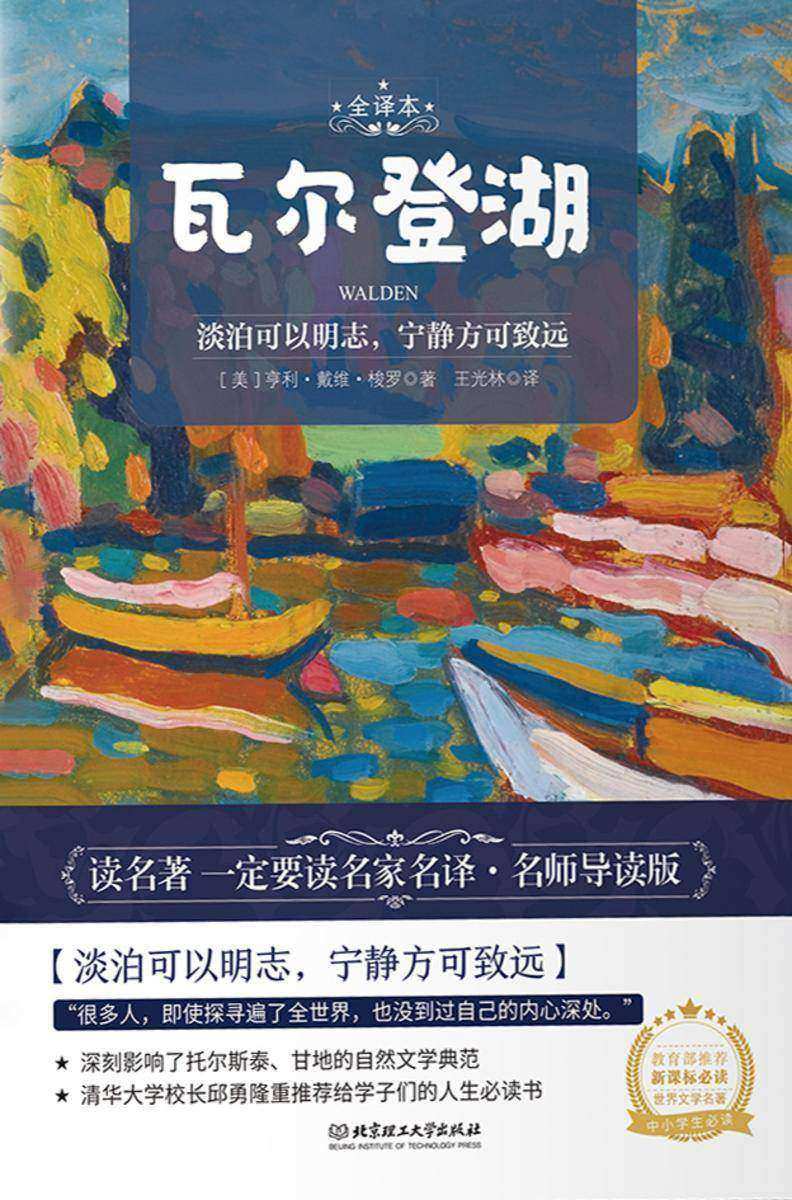 全译本
瓦尔登湖
WALDEN
淡泊可以明志，宁静方可致远
［美］亨利·戴维·梭罗◎著 王光林◎译
读名著 一定要读名家名译·名师导读版
【淡泊可以明志，宁静方可致远】
“很多人，即使探寻遍了全世界，也没到过自己的内心深处。”
★ 深刻影响了托尔斯泰、甘地的自然文学典范
★ 清华大学校长邱勇隆重推荐给学子们的人生必读书
教育部推荐
新课标必读
世界文学名著
中小学生必读
北京理工大学出版社
BEIJING INSTITUTE OF TECHNOLOGY PRESS